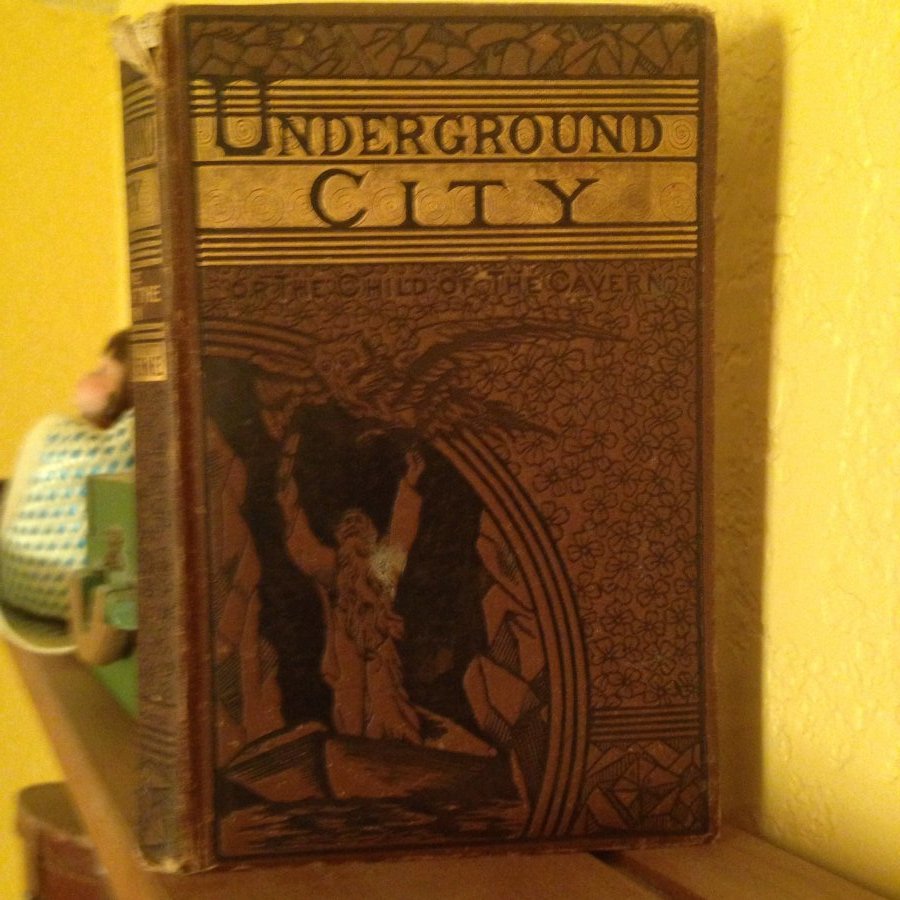 UNDERGROUND
CITY
OR THE CHILD OF THE CAVERN